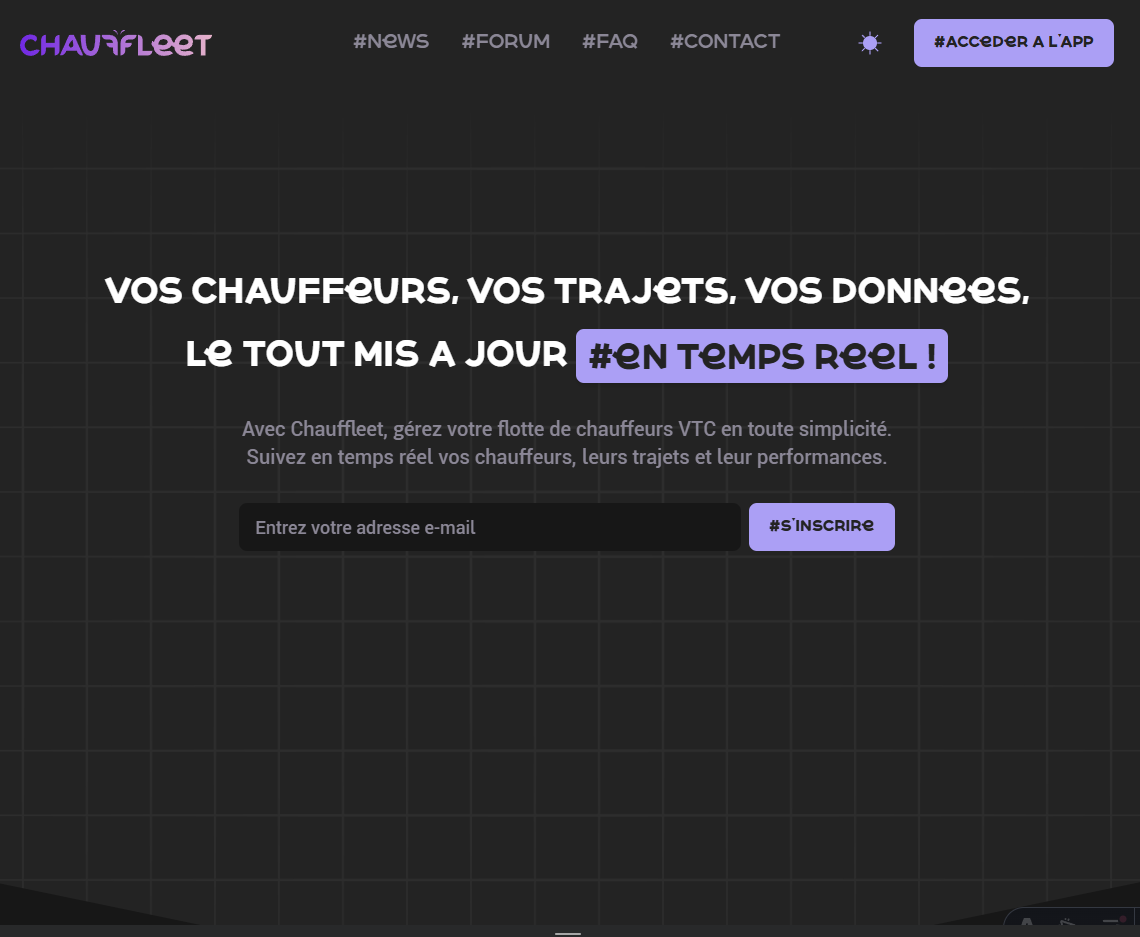 CHAUFFLeeT
#NeWS
#FORUM
#FAQ
#CONTACT
#ACCeDeR A L'APP
VOS CHAUFFeURS, VOS TRAJeTS, VOS DONNeeS,
Le TOUT MIS A JOUR #eN TeMPS ReeL !
Avec Chauffleet, gérez votre flotte de chauffeurs VTC en toute simplicité.
Suivez en temps réel vos chauffeurs, leurs trajets et leur performances.
Entrez votre adresse e-mail
#S'INSCRIRe